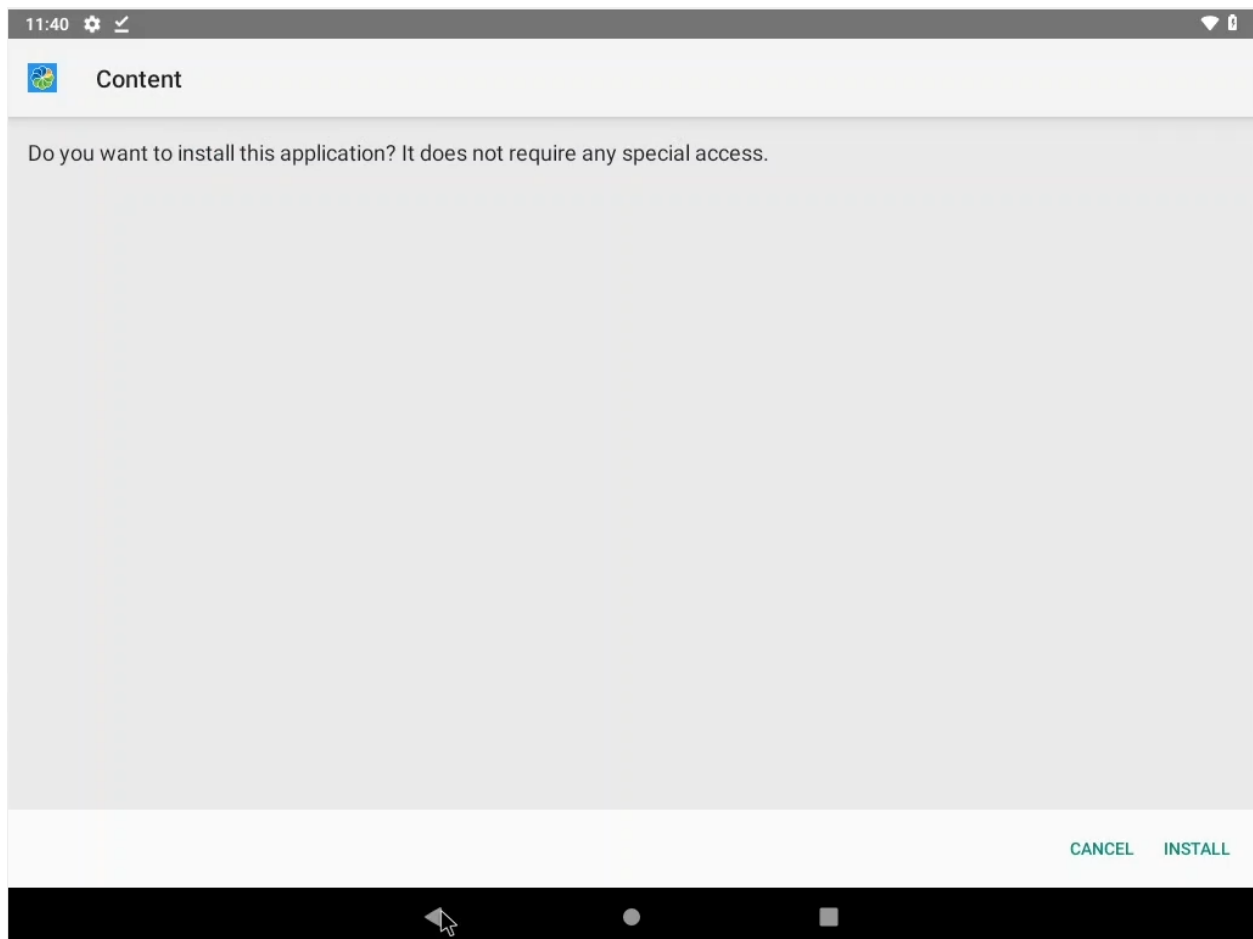 11:40
Content
Do you want to install this application? It does not require any special access.
CANCEL INSTALL